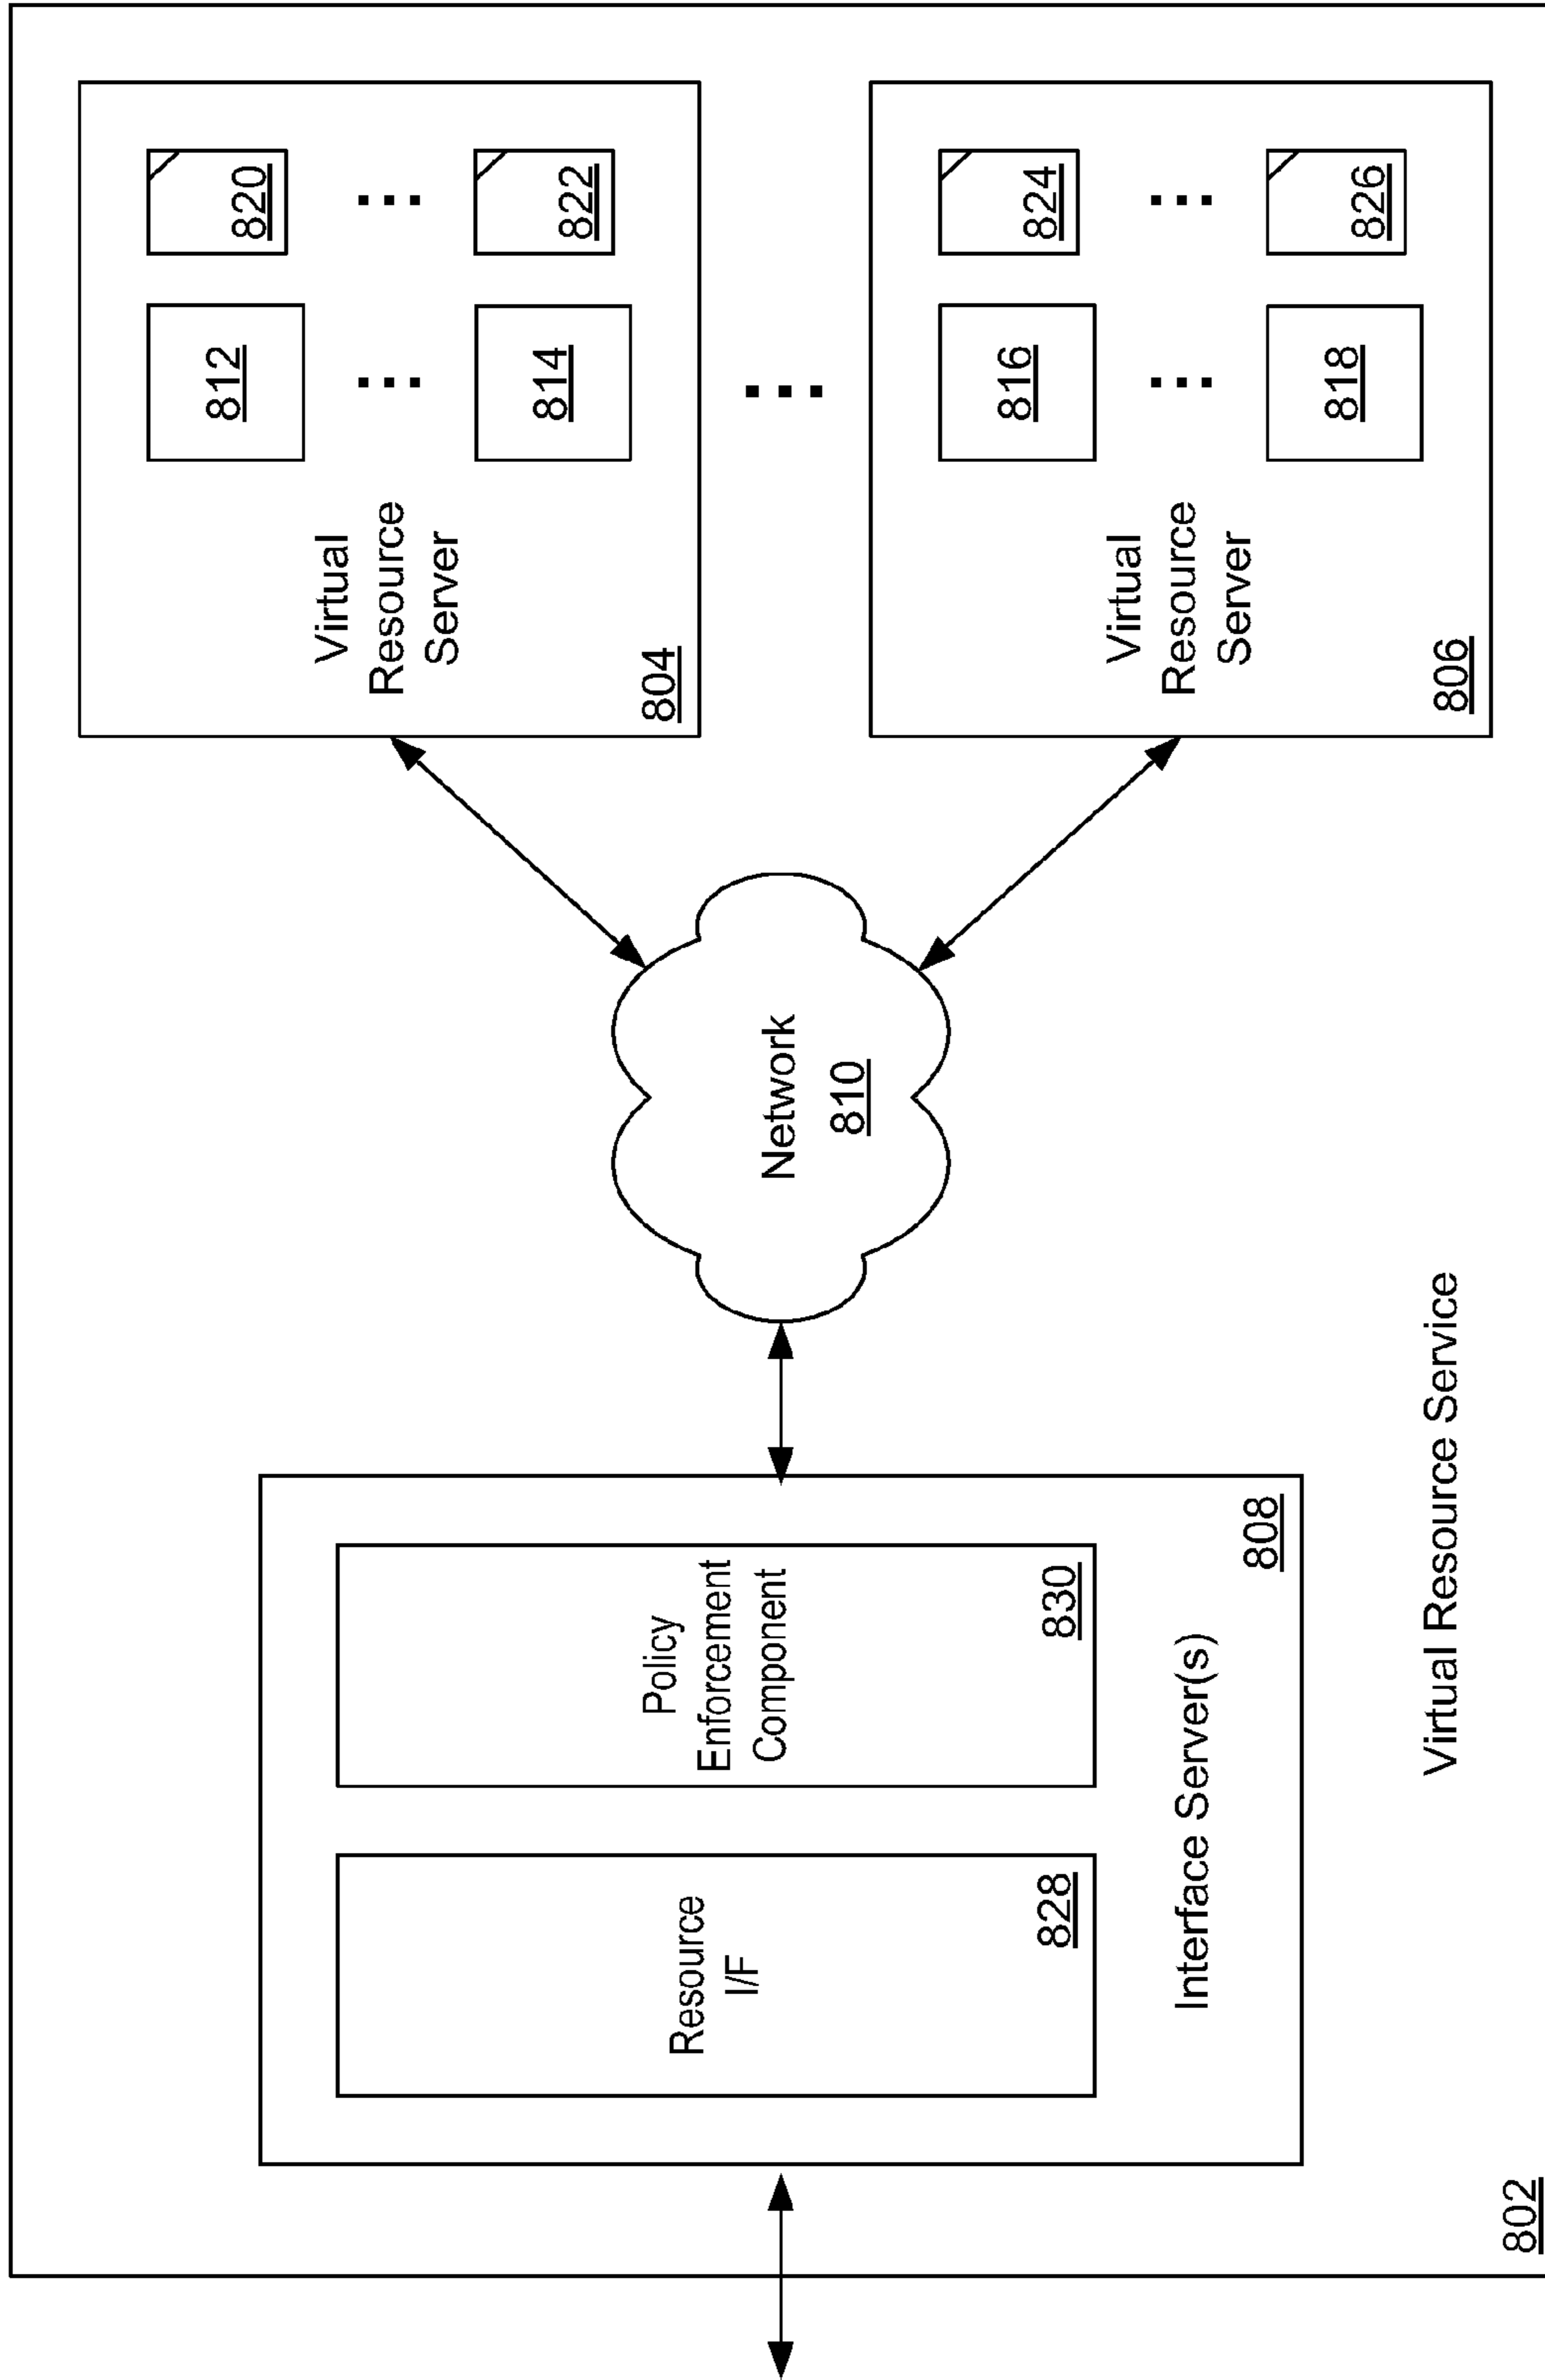 Resource
I/F
828
Policy
Enforcement
Component
830
Interface Server(s)
808
Network
810
Virtual
Resource
Server
804
812
814
820
822
Virtual
Resource
Server
806
816
818
824
826
Virtual Resource Service
802